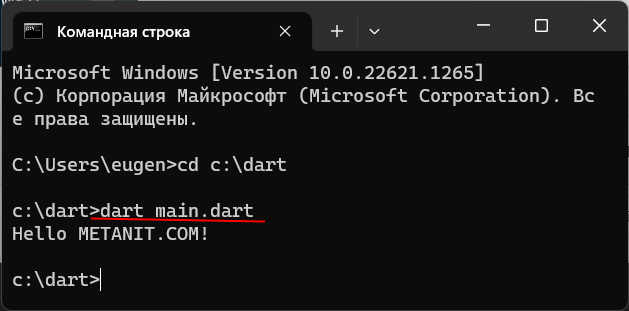 Командная строка
Microsoft Windows [Version 10.0.22621.1265]
(c) Корпорация Майкрософт (Microsoft Corporation). Вс
е права защищены.
C:\Users\eugen>cd c:\dart
c:\dart>dart main.dart
Hello METANIT.COM!
c:\dart>